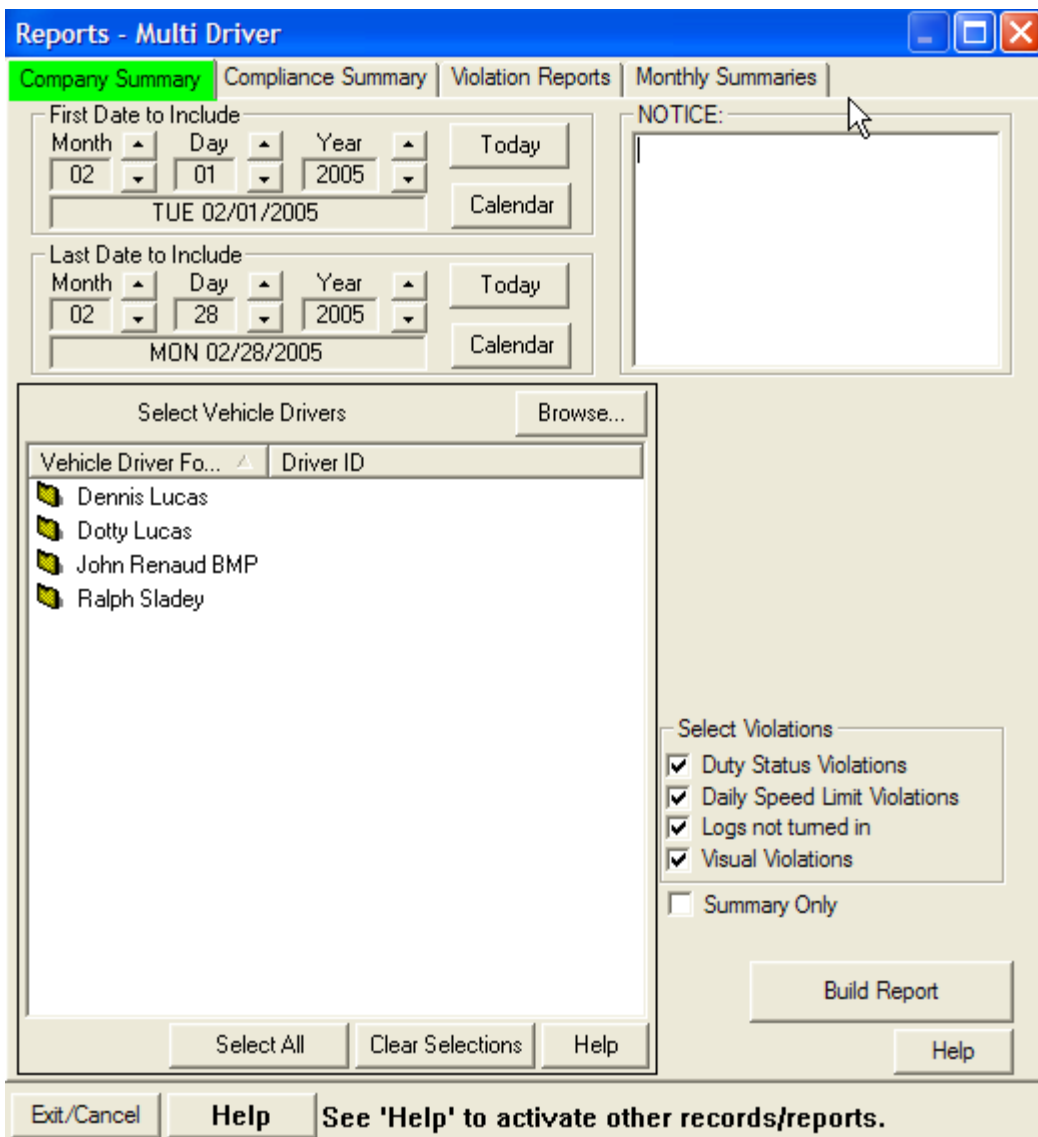 Reports - Multi Driver
Company Summary Compliance Summary Violation Reports Monthly Summaries
First Date to Include
Month Day Year
02 01 2005
Today
TUE 02/01/2005
Calendar
NOTICE:
Last Date to Include
Month Day Year
02 28 2005
Today
MON 02/28/2005
Calendar
Select Vehicle Drivers
Browse...
Vehicle Driver Fo... Driver ID
Dennis Lucas
Dotty Lucas
John Renaud BMP
Ralph Sladey
Select All Clear Selections Help
Select Violations
Duty Status Violations
Daily Speed Limit Violations
Logs not turned in
Visual Violations
Summary Only
Build Report
Help
Exit/Cancel Help See 'Help' to activate other records/reports.